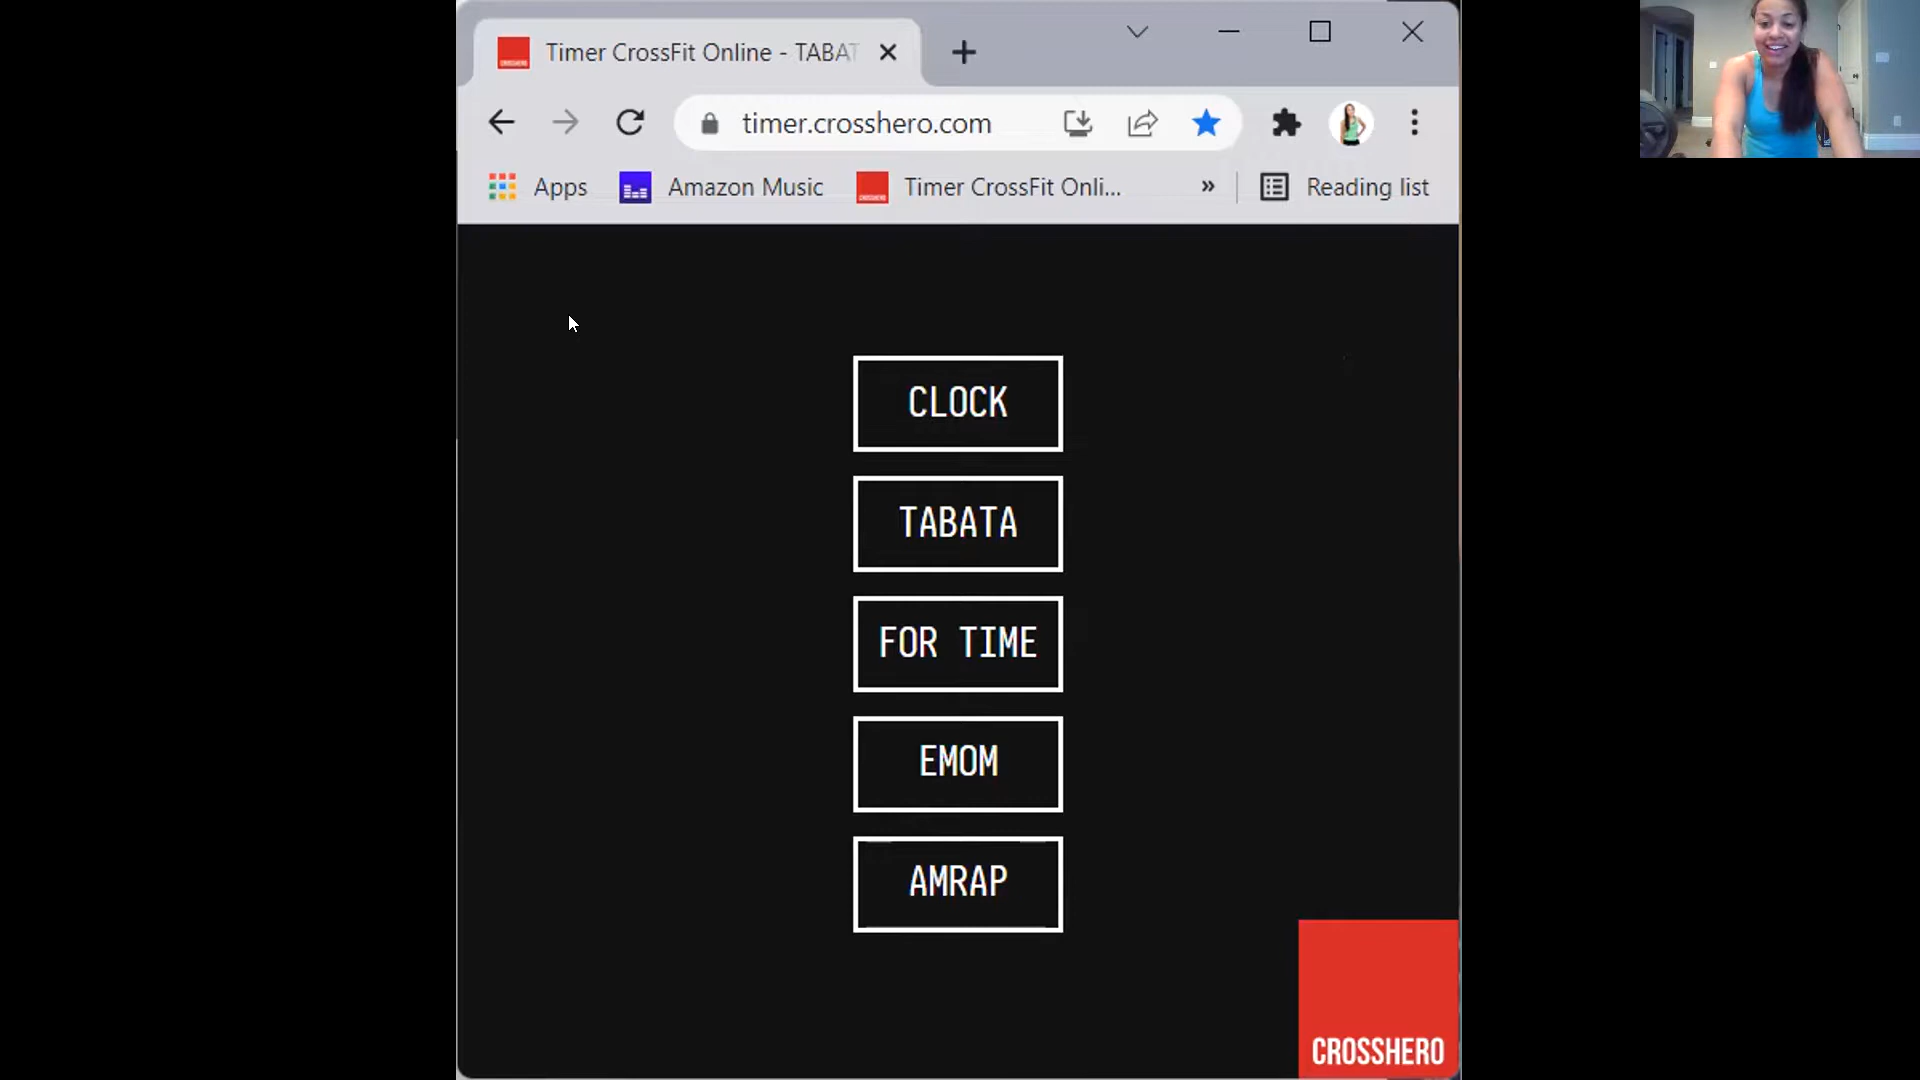 Timer CrossFit Online - TABAT
timer.crosshero.com
Apps
Amazon Music
Timer CrossFit Onli...
»
Reading list
CLOCK
TABATA
FOR TIME
EMOM
AMRAP
CROSSHERO